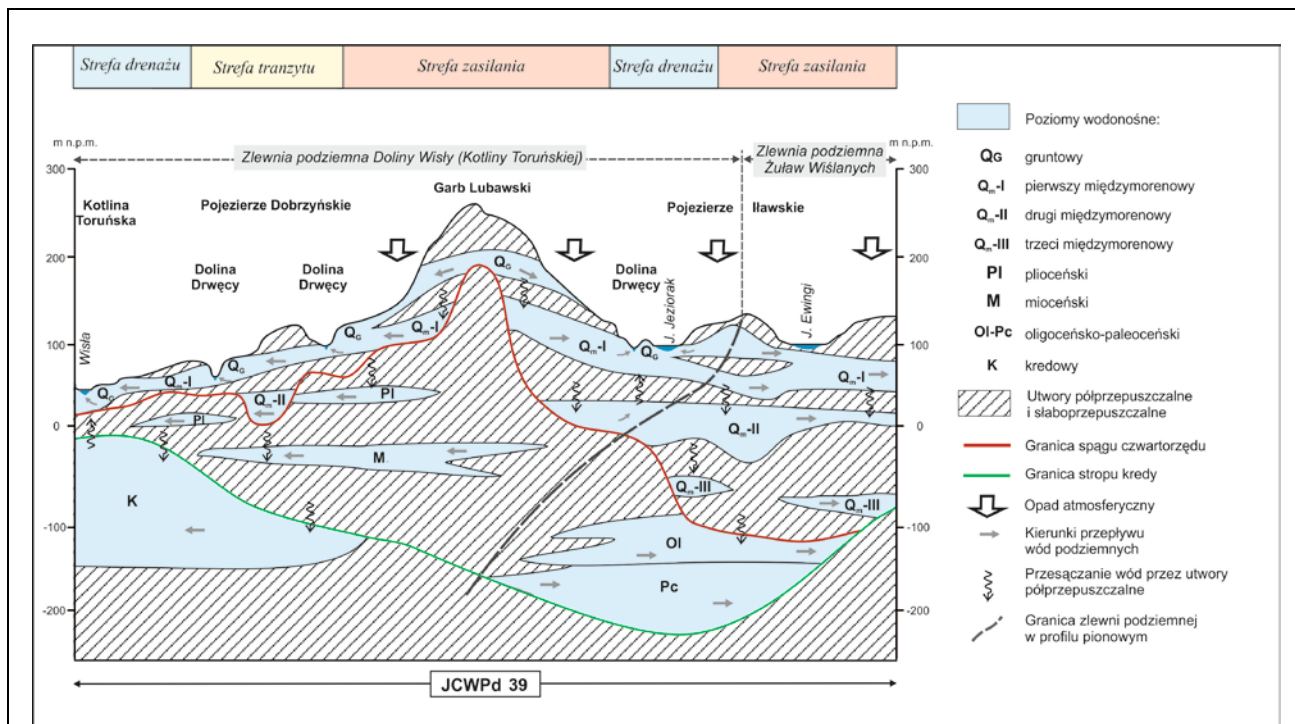 Strefa drenażu
Strefa tranzytu
Strefa zasilania
Strefa drenażu
Strefa zasilania
m n.p.m.
Zlewnia podziemna Doliny Wisły (Kotliny Toruńskiej)
Zlewnia podziemna
Żuław Wiślanych
m n.p.m.
300
200
100
0
-100
-200
300
200
100
0
-100
-200
Kotlina
Toruńska
Pojezierze Dobrzyńskie
Garb Lubawski
Pojezierze
Iławskie
Dolina
Drwęcy
Dolina
Drwęcy
Dolina
Drwęcy
Wisła
J. Jeziorak
J. Ewingi
QG
QG
QG
QG
QG
Qm-I
Qm-I
Qm-I
Qm-I
Qm-II
Qm-II
Qm-III
Qm-III
Pl
Pl
M
K
Ol
Pc
JCWPd 39
Poziomy wodonośne:
QG gruntowy
Qm-I pierwszy międzymorenowy
Qm-II drugi międzymorenowy
Qm-III trzeci międzymorenowy
Pl plioceński
M mioceński
Ol-Pc oligoceńsko-paleoceński
K kredowy
Utwory półprzepuszczalne
i słaboprzepuszczalne
Granica spągu czwartorzędu
Granica stropu kredy
Opad atmosferyczny
Kierunki przepływu
wód podziemnych
Przesączanie wód przez utwory
półprzepuszczalne
Granica zlewni podziemnej
w profilu pionowym